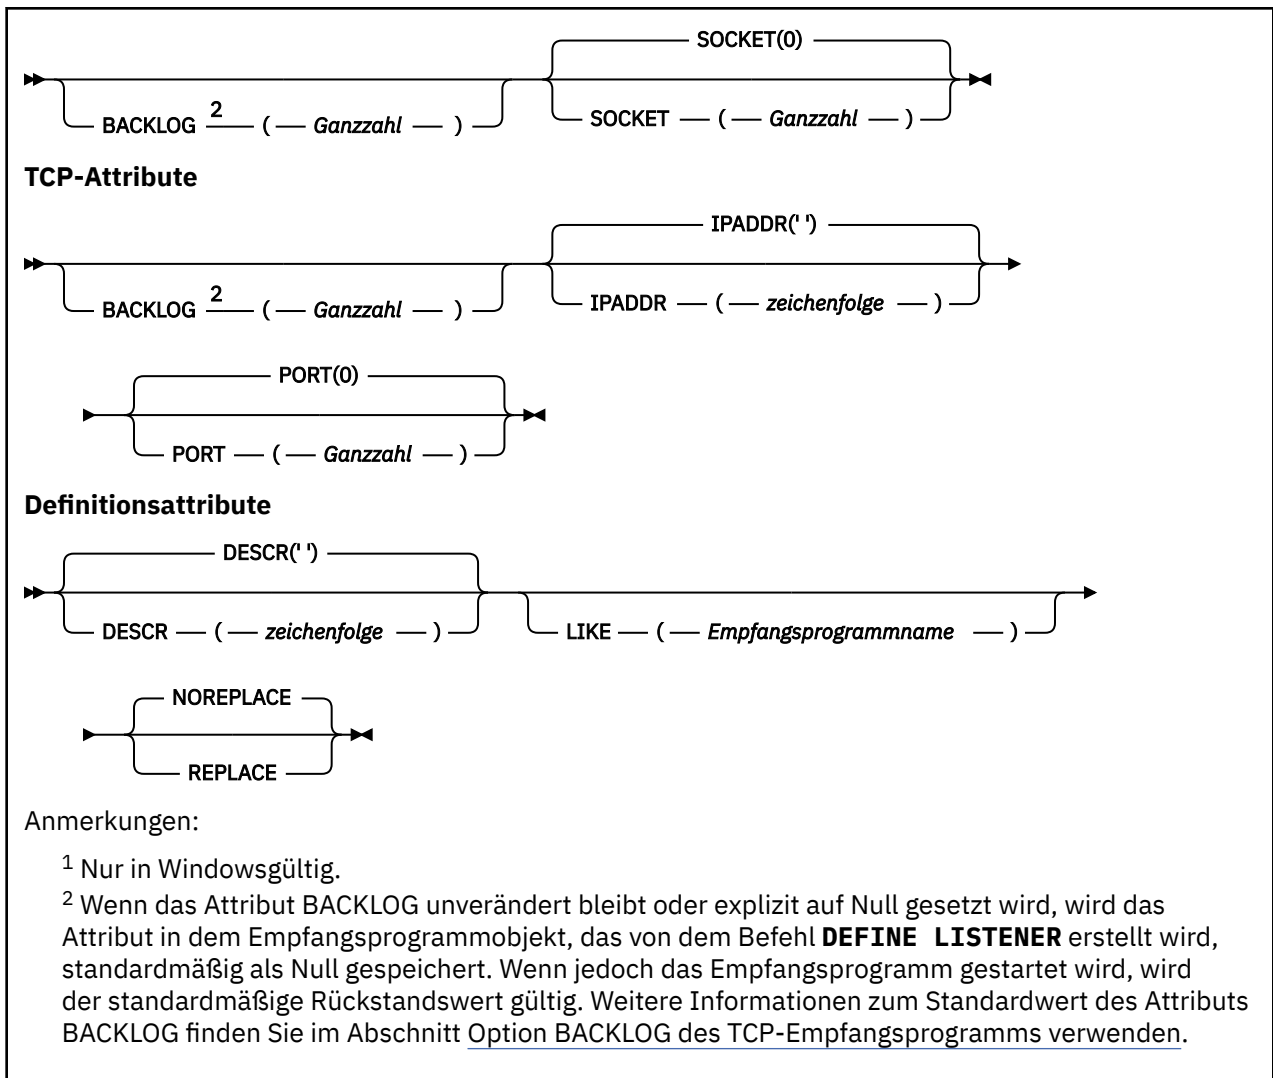 SOCKET(0)
BACKLOG 2 ( Ganzzahl ) SOCKET ( Ganzzahl )
TCP-Attribute
IPADDR(' ')
BACKLOG 2 ( Ganzzahl ) IPADDR ( zeichenfolge )
PORT(0)
PORT ( Ganzzahl )
Definitionsattribute
DESCR(' ')
DESCR ( zeichenfolge ) LIKE ( Empfangsprogrammname )
NOREPLACE
REPLACE
Anmerkungen:
1 Nur in Windowsgültig.
2 Wenn das Attribut BACKLOG unverändert bleibt oder explizit auf Null gesetzt wird, wird das
Attribut in dem Empfangsprogrammobjekt, das von dem Befehl DEFINE LISTENER erstellt wird,
standardmäßig als Null gespeichert. Wenn jedoch das Empfangsprogramm gestartet wird, wird
der standardmäßige Rückstandswert gültig. Weitere Informationen zum Standardwert des Attributs
BACKLOG finden Sie im Abschnitt Option BACKLOG des TCP-Empfangsprogramms verwenden.